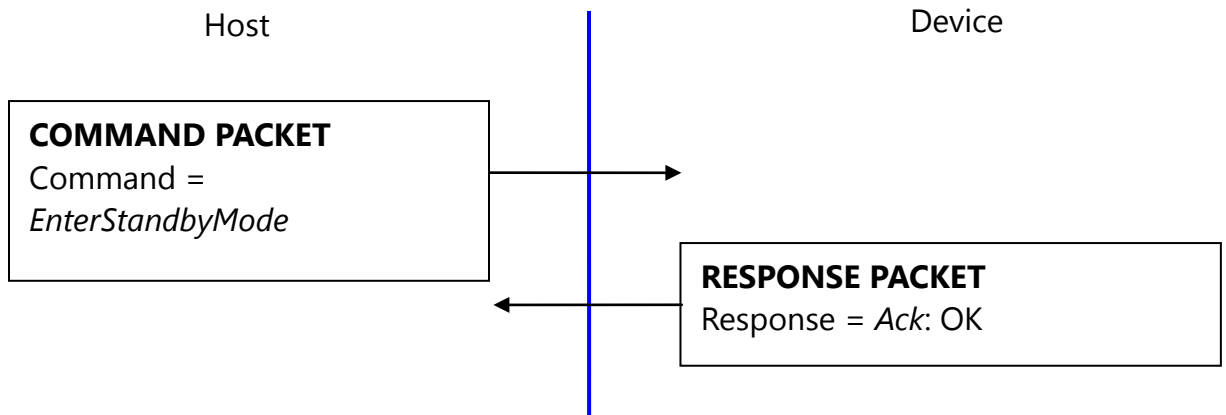 Host
Device
COMMAND PACKET
Command =
EnterStandbyMode
RESPONSE PACKET
Response = Ack: OK